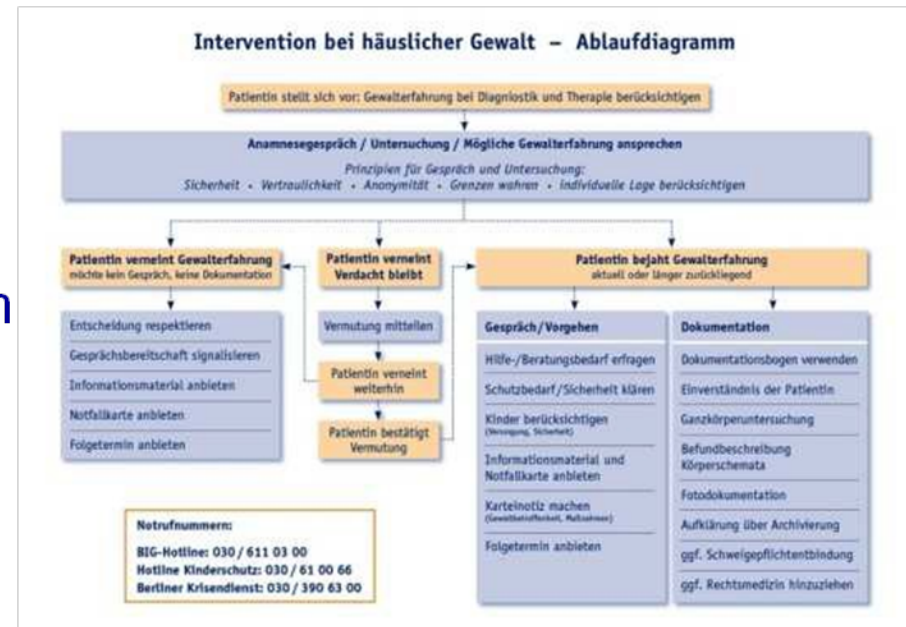 Intervention bei häuslicher Gewalt – Ablaufdiagramm
Patientin stellt sich vor: Gewalterfahrung bei Diagnostik und Therapie berücksichtigen
Anamnesegespräch / Untersuchung / Mögliche Gewalterfahrung ansprechen
Prinzipien für Gespräch und Untersuchung:
Sicherheit • Vertraulichkeit • Anonymität • Grenzen wahren • individuelle Lage berücksichtigen
Patientin verneint Gewalterfahrung
möchte kein Gespräch, keine Dokumentation
n
Entscheidung respektieren
Gesprächsbereitschaft signalisieren
Informationsmaterial anbieten
Notfallkarte anbieten
Folgetermin anbieten
Patientin verneint
Verdacht bleibt
Vermutung mitteilen
Patientin verneint
weiterhin
Patientin bestätigt
Vermutung
Patientin bejaht Gewalterfahrung
aktuell oder länger zurückliegend
Gespräch/Vorgehen
Hilfe-/Beratungsbedarf erfragen
Schutzbedarf/Sicherheit klären
Kinder berücksichtigen
(Versorgung, Sicherheit)
Informationsmaterial und
Notfallkarte anbieten
Karteinotiz machen
(Gewaltbetroffenheit, Maßnahmen)
Folgetermin anbieten
Dokumentation
Dokumentationsbogen verwenden
Einverständnis der Patientin
Ganzkörperuntersuchung
Befundbeschreibung
Körperschemata
Fotodokumentation
Aufklärung über Archivierung
ggf. Schweigepflichtentbindung
ggf. Rechtsmedizin hinzuziehen
Notrufnummern:
BIG-Hotline: 030 / 611 03 00
Hotline Kinderschutz: 030 / 61 00 66
Berliner Krisendienst: 030 / 390 63 00